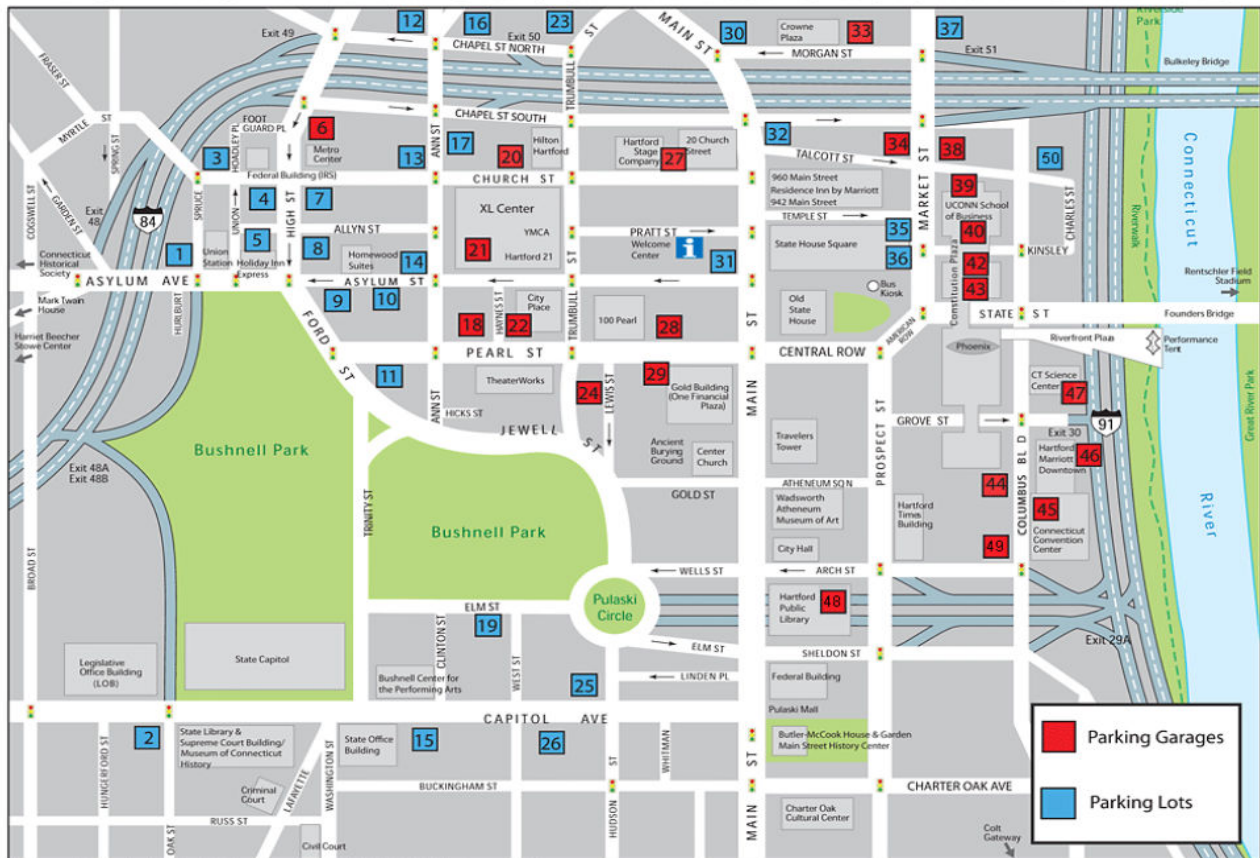 12
16
23
30
33
37
Exit 49
CHAPEL ST NORTH
Exit 50
TRUMBULL
ST
MAIN ST
Crowne
Plaza
MORGAN ST
Exit 51
Riverside
Park
Bulkeley Bridge
FRASER ST
MYRTLE ST
SPRING ST
COGSWELL ST
GARDEN ST
3
HOADLEY PL
FOOT
GUARD PL
6
Metro
Center
Federal Building (IRS)
CHAPEL ST SOUTH
13
ANN ST
17
20
Hilton
Hartford
Hartford
Stage
Company
27
20 Church
Street
32
TALCOTT ST
34
MARKET ST
38
50
CHARLES ST
Connecticut
River
Riverwalk
CHURCH ST
SPRUCE
UNION
4
7
HIGH ST
XL Center
YMCA
Hartford 21
21
960 Main Street
Residence Inn by Marriott
942 Main Street
39
UCONN School
of Business
40
Exit 48
84
1
5
8
Union
Station
Holiday Inn
Express
ALLYN ST
Homewood
Suites
14
PRATT ST
Welcome
Center
i
31
TEMPLE ST
State House Square
35
36
KINSLEY
42
43
Constitution Plaza
Connecticut
Historical
Society
ASYLUM AVE
ASYLUM ST
Mark Twain
House
Harriet Beecher
Stowe Center
HURLBURT
9
10
FORD ST
18
HAYNES ST
22
City
Place
TRUMBULL ST
100 Pearl
28
Old
State
House
Bus
Kiosk
AMERICAN
ROW
STATE ST
Founders Bridge
Rentschler Field
Stadium
PEARL ST
CENTRAL ROW
Phoenix
Riverfront Plaza
Performance
Tent
Great River Park
11
TheaterWorks
ANN ST
HICKS ST
JEWELL ST
24
LEWIS ST
29
Gold Building
(One Financial
Plaza)
MAIN ST
CT Science
Center
47
Bushnell Park
Ancient
Burying
Ground
Center
Church
Travelers
Tower
PROSPECT ST
GROVE ST
Exit 30
91
Hartford
Marriott
Downtown
46
Exit 48A
Exit 48B
TRINITY ST
Bushnell Park
GOLD ST
ATHENEUM SQ N
Wadsworth
Atheneum
Museum of Art
City Hall
Hartford
Times
Building
44
49
COLUMBUS BLD
45
Connecticut
Convention
Center
BROAD ST
WELLS ST
ARCH ST
Pulaski
Circle
ELM ST
19
CLINTON ST
WEST ST
Hartford
Public
Library
48
Exit 29A
ELM ST
SHELDON ST
Legislative
Office Building
(LOB)
State Capitol
Bushnell Center for
the Performing Arts
25
LINDEN PL
Federal Building
Pulaski Mall
CAPITOL AVE
2
State Library &
Supreme Court Building/
Museum of Connecticut
History
State Office
Building
15
26
WHITMAN
Butler-McCook House & Garden
Main Street History Center
HUNGERFORD ST
Criminal
Court
LAFAYETTE
WASHINGTON ST
BUCKINGHAM ST
HUDSON ST
MAIN ST
CHARTER OAK AVE
RUSS ST
OAK ST
Civil Court
Charter Oak
Cultural Center
Colt
Gateway
Parking Garages
Parking Lots